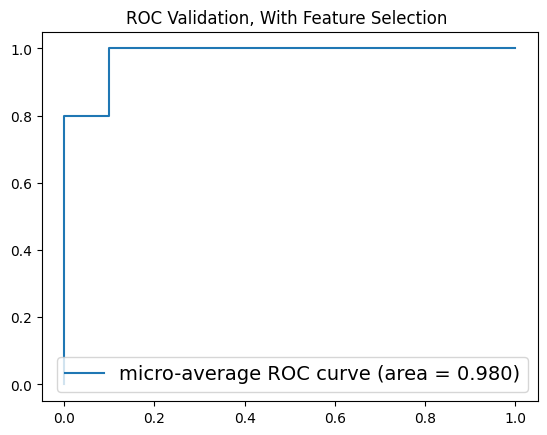 ROC Validation, With Feature Selection
1.0
0.8
0.6
0.4
0.2
0.0
micro-average ROC curve (area = 0.980)
0.0 0.2 0.4 0.6 0.8 1.0